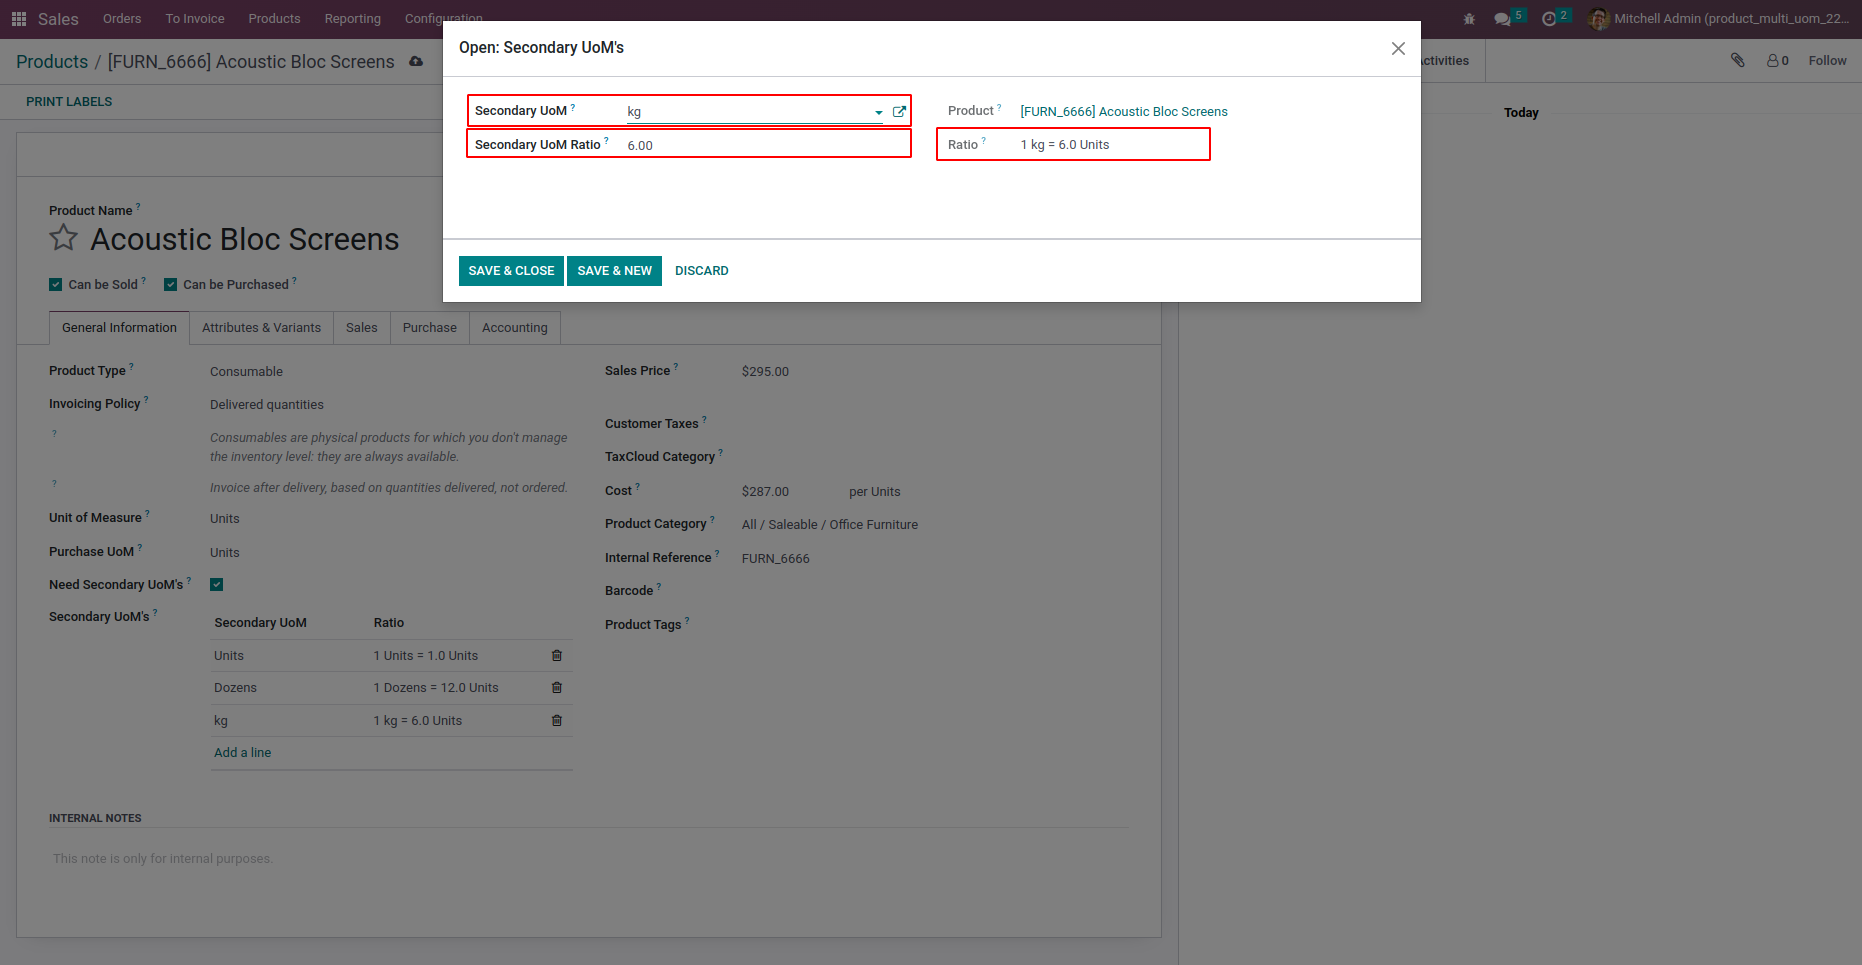 Sales Orders To Invoice Products Reporting Configuration 5 2 Mitchell Admin (product_multi_uom_22...
Open: Secondary UoM's
Products / [FURN_6666] Acoustic Bloc Screens
Activities 0 Follow
PRINT LABELS
Today
Secondary UoM ? kg
Product ? [FURN_6666] Acoustic Bloc Screens
Secondary UoM Ratio ? 6.00
Ratio ? 1 kg = 6.0 Units
SAVE & CLOSE SAVE & NEW DISCARD
Product Name ?
Acoustic Bloc Screens
Can be Sold ? Can be Purchased ?
General Information Attributes & Variants Sales Purchase Accounting
Product Type ? Consumable
Sales Price ? $295.00
Invoicing Policy ? Delivered quantities
Customer Taxes ?
? Consumables are physical products for which you don't manage
the inventory level: they are always available.
TaxCloud Category ?
? Invoice after delivery, based on quantities delivered, not ordered.
Cost ? $287.00 per Units
Unit of Measure ? Units
Product Category ? All / Saleable / Office Furniture
Purchase UoM ? Units
Internal Reference ? FURN_6666
Need Secondary UoM's ?
Barcode ?
Secondary UoM's ?
Product Tags ?
Secondary UoM Ratio
Units 1 Units = 1.0 Units
Dozens 1 Dozens = 12.0 Units
kg 1 kg = 6.0 Units
Add a line
INTERNAL NOTES
This note is only for internal purposes.